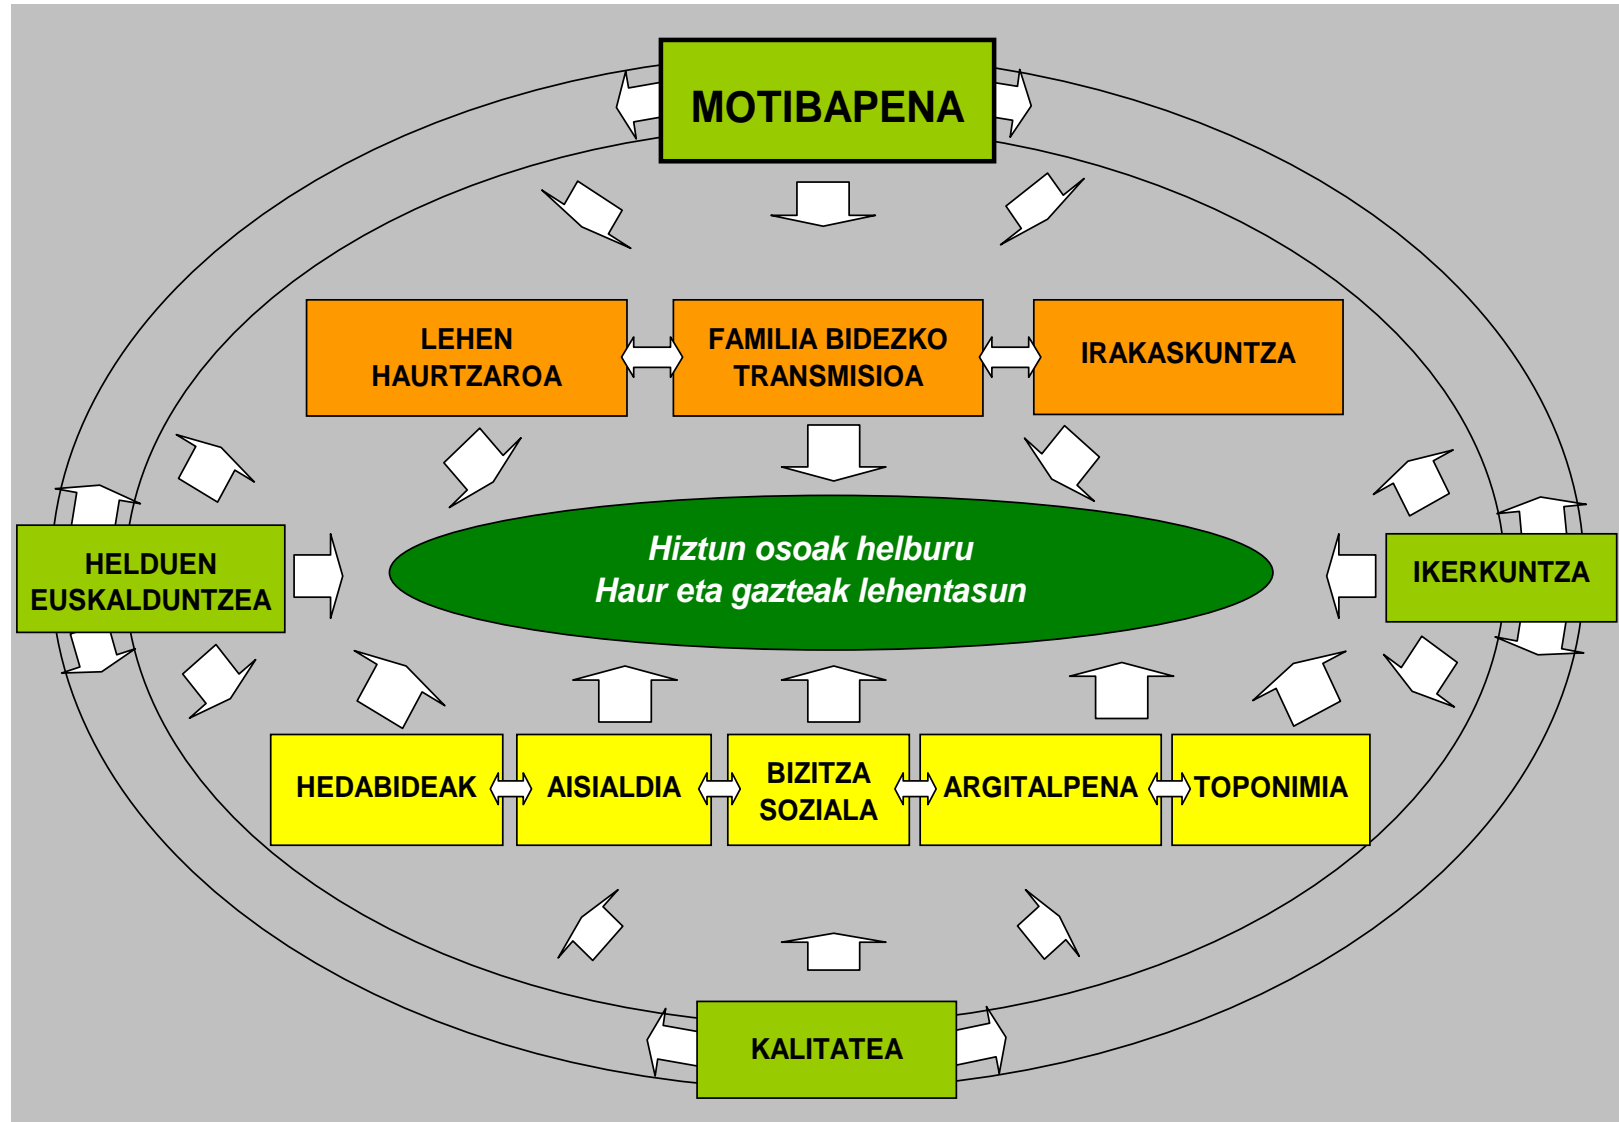 MOTIBAPENA
LEHEN
HAURTZAROA
FAMILIA BIDEZKO
TRANSMISIOA
IRAKASKUNTZA
HELDUEN
EUSKALDUNTZEA
Hiztun osoak helburu
Haur eta gazteak lehentasun
IKERKUNTZA
HEDABIDEAK
AISIALDIA
BIZITZA
SOZIALA
ARGITALPENA
TOPONIMIA
KALITATEA